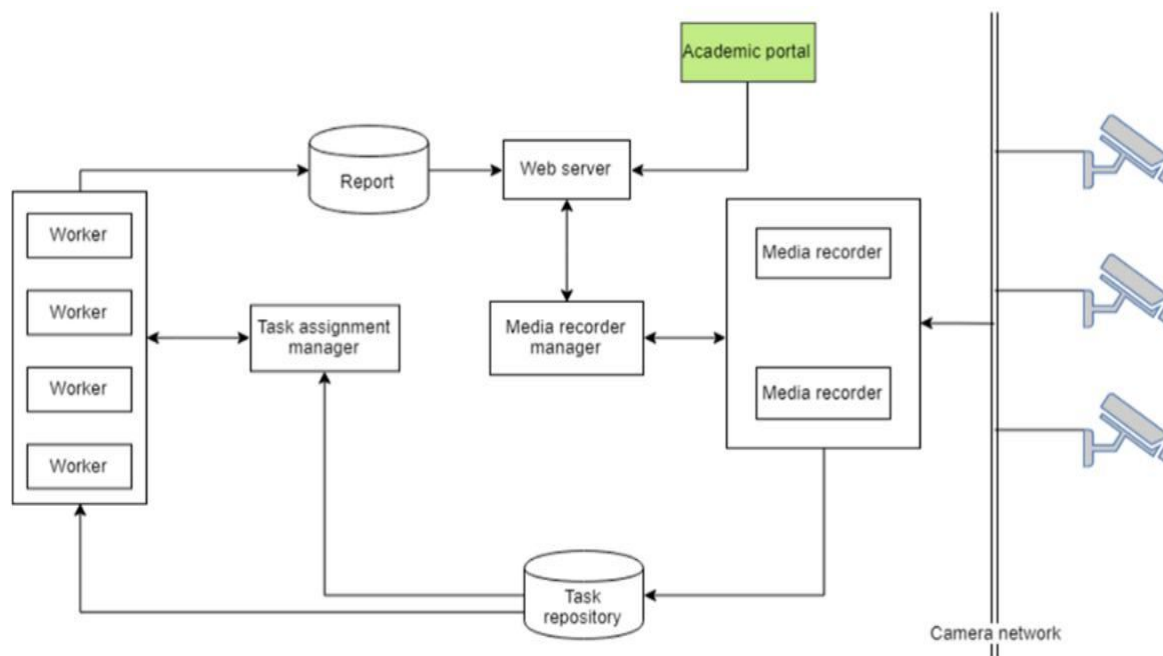 Academic portal
Report
Web server
Worker
Worker
Worker
Worker
Task assignment
manager
Media recorder
manager
Media recorder
Media recorder
Task
repository
Camera network